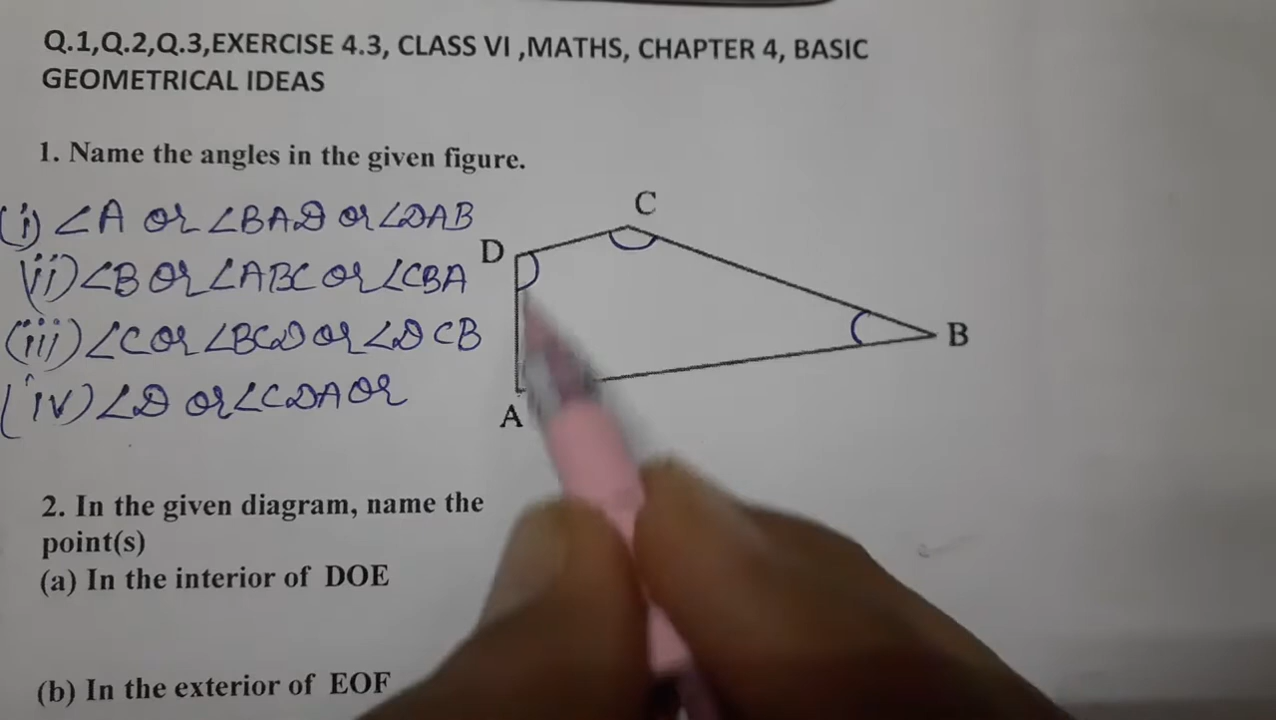 Q.1,Q.2,Q.3,EXERCISE 4.3, CLASS VI ,MATHS, CHAPTER 4, BASIC
GEOMETRICAL IDEAS
1. Name the angles in the given figure.
(i) ∠A or ∠BAD or ∠DAB
(ii) ∠B or ∠ABC or ∠CBA
(iii) ∠C or ∠BCD or ∠DCB
(iv) ∠D or ∠CDA or
C
D
B
A
2. In the given diagram, name the
point(s)
(a) In the interior of DOE
(b) In the exterior of EOF